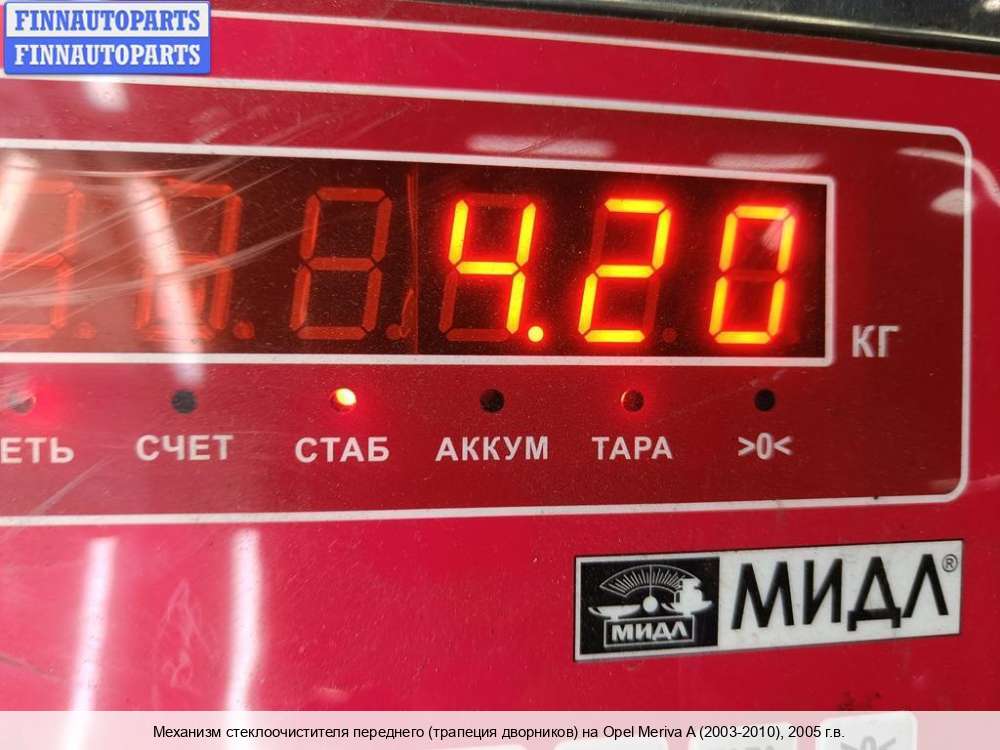 FINNAUTOPARTS
FINNAUTOPARTS
4.20
КГ
ЕТЬ СЧЕТ СТАБ АККУМ ТАРА >0<
МИДЛ МИДЛ®
Механизм стеклоочистителя переднего (трапеция дворников) на Opel Meriva A (2003-2010), 2005 г.в.